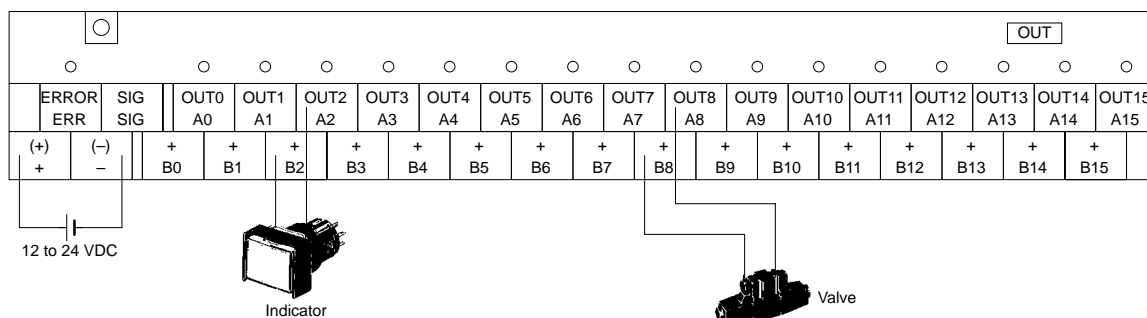 OUT
ERROR SIG OUT0 OUT1 OUT2 OUT3 OUT4 OUT5 OUT6 OUT7 OUT8 OUT9 OUT10 OUT11 OUT12 OUT13 OUT14 OUT15
ERR SIG A0 A1 A2 A3 A4 A5 A6 A7 A8 A9 A10 A11 A12 A13 A14 A15
(+) (–) + + + + + + + + + + + + + + + +
+ – B0 B1 B2 B3 B4 B5 B6 B7 B8 B9 B10 B11 B12 B13 B14 B15
12 to 24 VDC
Indicator
Valve